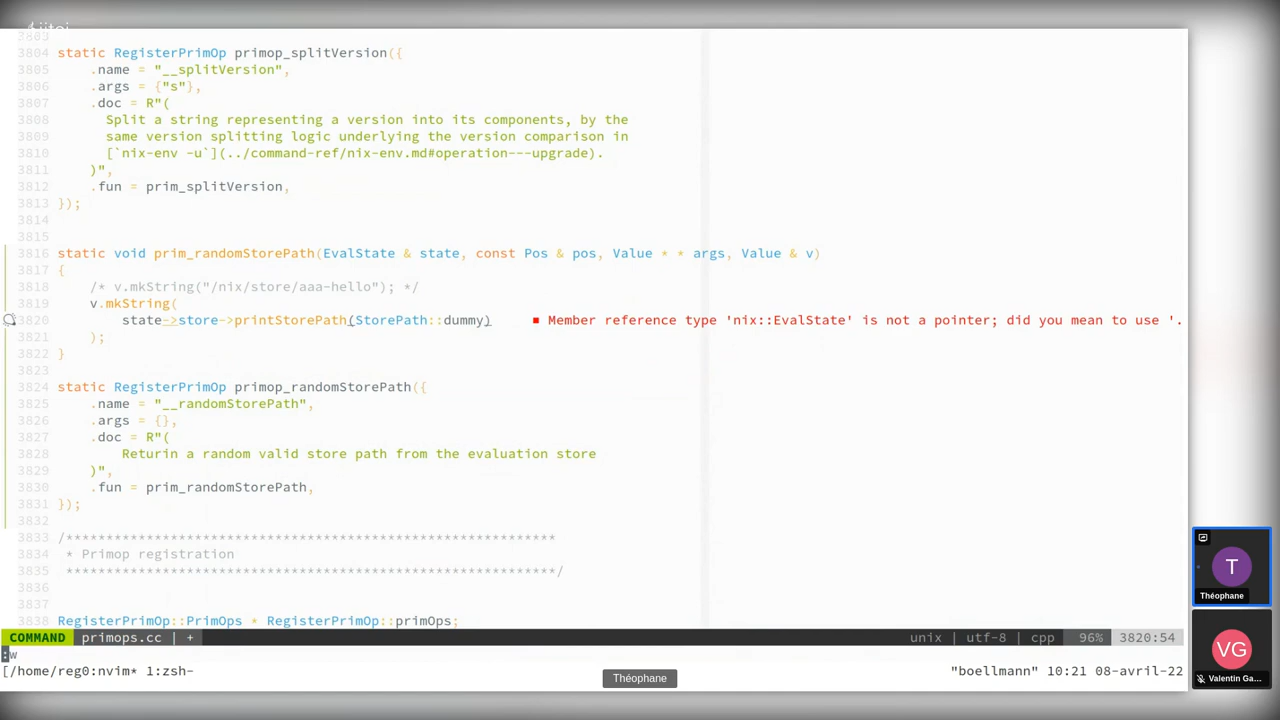 Jitsi
3803
3804 static RegisterPrimOp primop_splitVersion({
3805 .name = "__splitVersion",
3806 .args = {"s"},
3807 .doc = R"(
3808 Split a string representing a version into its components, by the
3809 same version splitting logic underlying the version comparison in
3810 [`nix-env -u`](../command-ref/nix-env.md#operation---upgrade).
3811 )",
3812 .fun = prim_splitVersion,
3813 });
3814
3815
3816 static void prim_randomStorePath(EvalState & state, const Pos & pos, Value * * args, Value & v)
3817 {
3818 /* v.mkString("/nix/store/aaa-hello"); */
3819 v.mkString(
3820 state->store->printStorePath(StorePath::dummy) ■ Member reference type 'nix::EvalState' is not a pointer; did you mean to use '.
3821 );
3822 }
3823
3824 static RegisterPrimOp primop_randomStorePath({
3825 .name = "__randomStorePath",
3826 .args = {},
3827 .doc = R"(
3828 Returin a random valid store path from the evaluation store
3829 )",
3830 .fun = prim_randomStorePath,
3831 });
3832
3833 /*************************************************************
3834 * Primop registration
3835 *************************************************************/
3836
3837
3838 RegisterPrimOp::PrimOps * RegisterPrimOp::primOps;
COMMAND primops.cc | + unix | utf-8 | cpp 96% 3820:54
:w
[/home/reg0:nvim* 1:zsh- "boellmann" 10:21 08-avril-22
Théophane
T
Théophane
VG
Valentin Ga...